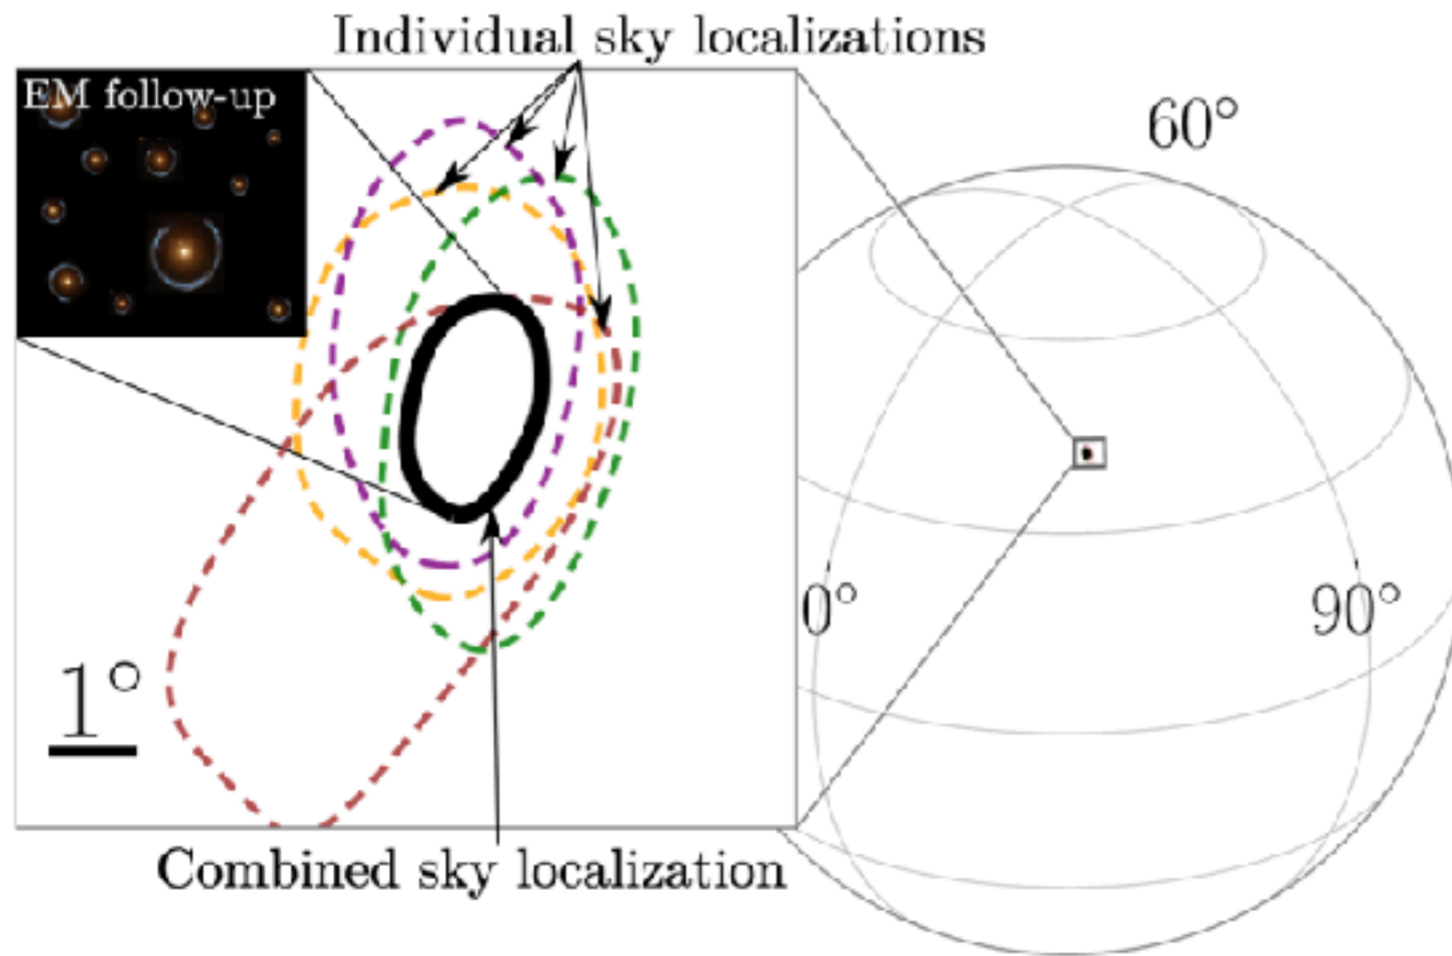 Individual sky localizations
EM follow-up
60°
0°
90°
1°
Combined sky localization